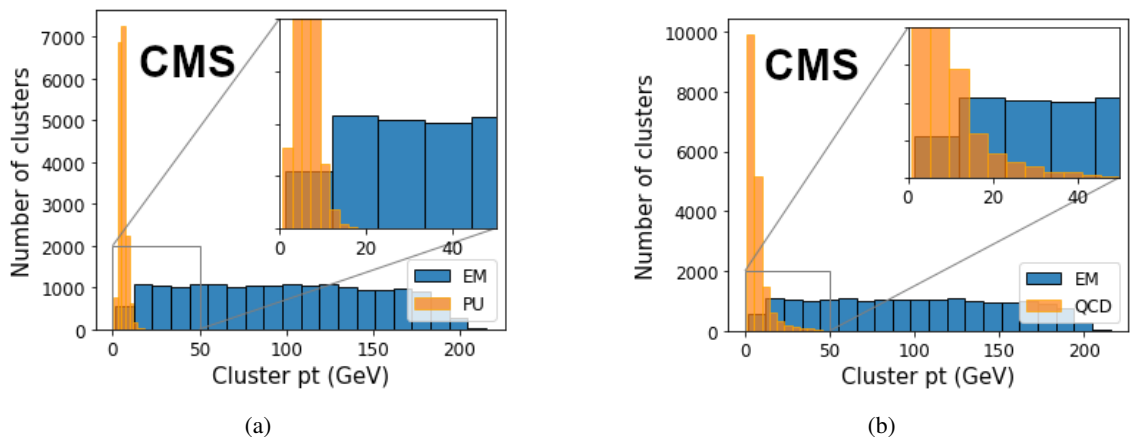 CMS
Number of clusters
7000
6000
5000
4000
3000
2000
1000
0
0 20 40
EM
PU
0 50 100 150 200
Cluster pt (GeV)
(a)
CMS
Number of clusters
10000
8000
6000
4000
2000
0
0 20 40
EM
QCD
0 50 100 150 200
Cluster pt (GeV)
(b)